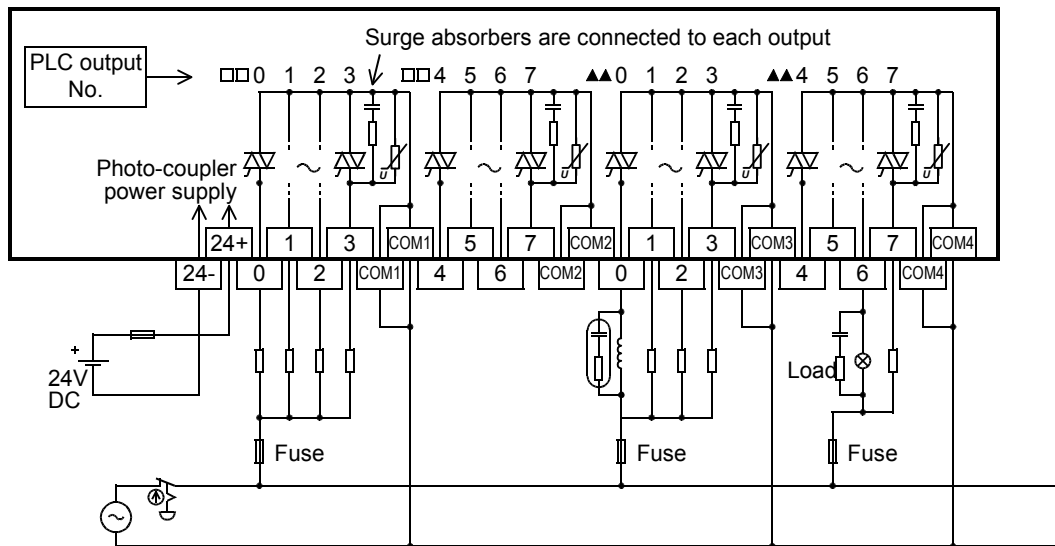 Surge absorbers are connected to each output
PLC output
No.
□□0 1 2 3 □□4 5 6 7 ▲▲0 1 2 3 ▲▲4 5 6 7
U U U U
Photo-coupler
power supply
24+ 1 3 COM1 5 7 COM2 1 3 COM3 5 7 COM4
24- 0 2 COM1 4 6 COM2 0 2 COM3 4 6 COM4
+
24V
DC
Load
Fuse Fuse Fuse